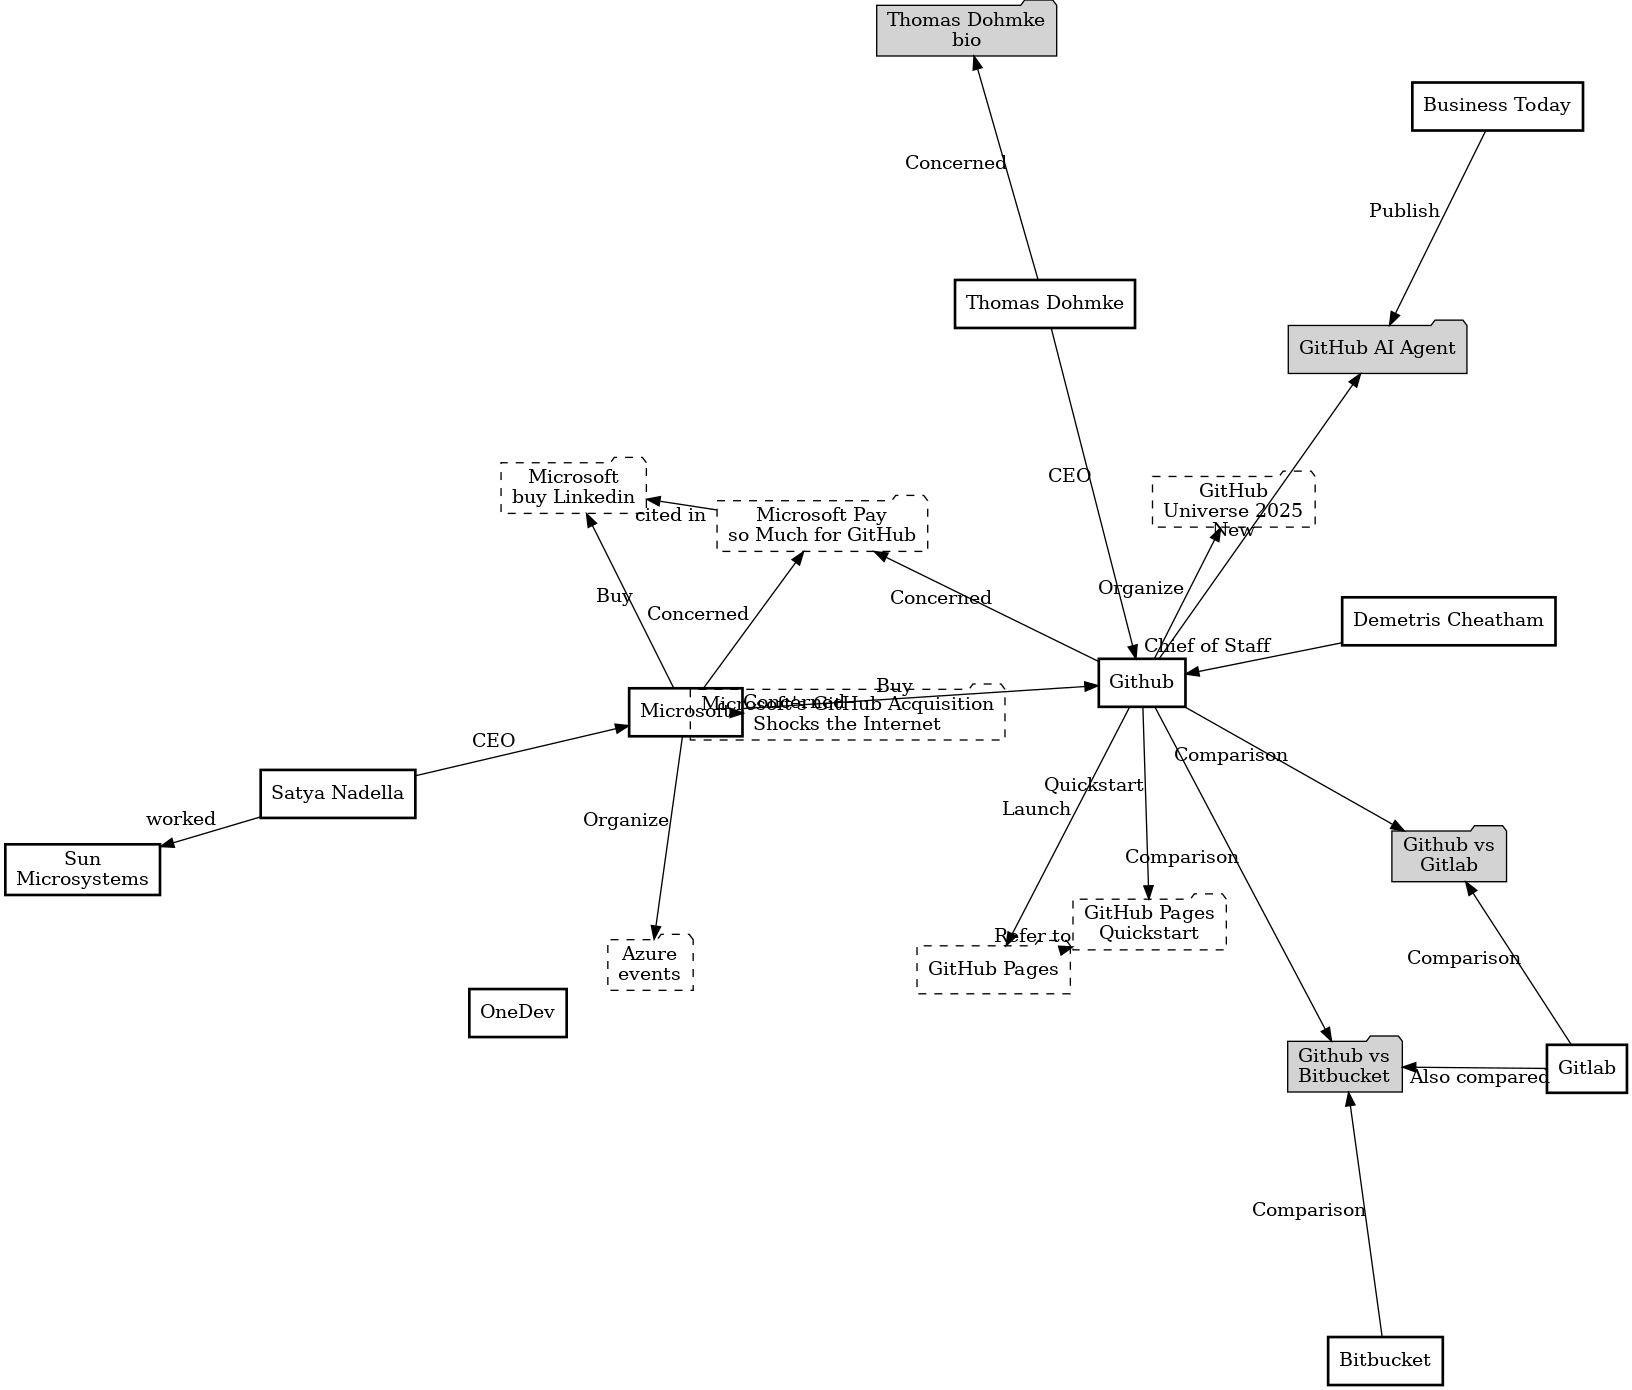 Thomas Dohmke
bio
Business Today
Concerned
Publish
Thomas Dohmke
GitHub AI Agent
CEO
Microsoft
buy Linkedin
cited in
Microsoft Pay
so Much for GitHub
GitHub
Universe 2025
New
Buy
Concerned
Concerned
Organize
Demetris Cheatham
Chief of Staff
Github
Buy
Microsoft
Concerned
Microsoft's GitHub Acquisition
Shocks the Internet
CEO
Comparison
Satya Nadella
Quickstart
Launch
worked
Organize
Sun
Microsystems
Comparison
Github vs
Gitlab
GitHub Pages
Quickstart
Refer to
Azure
events
GitHub Pages
Comparison
OneDev
Github vs
Bitbucket
Also compared
Gitlab
Comparison
Bitbucket